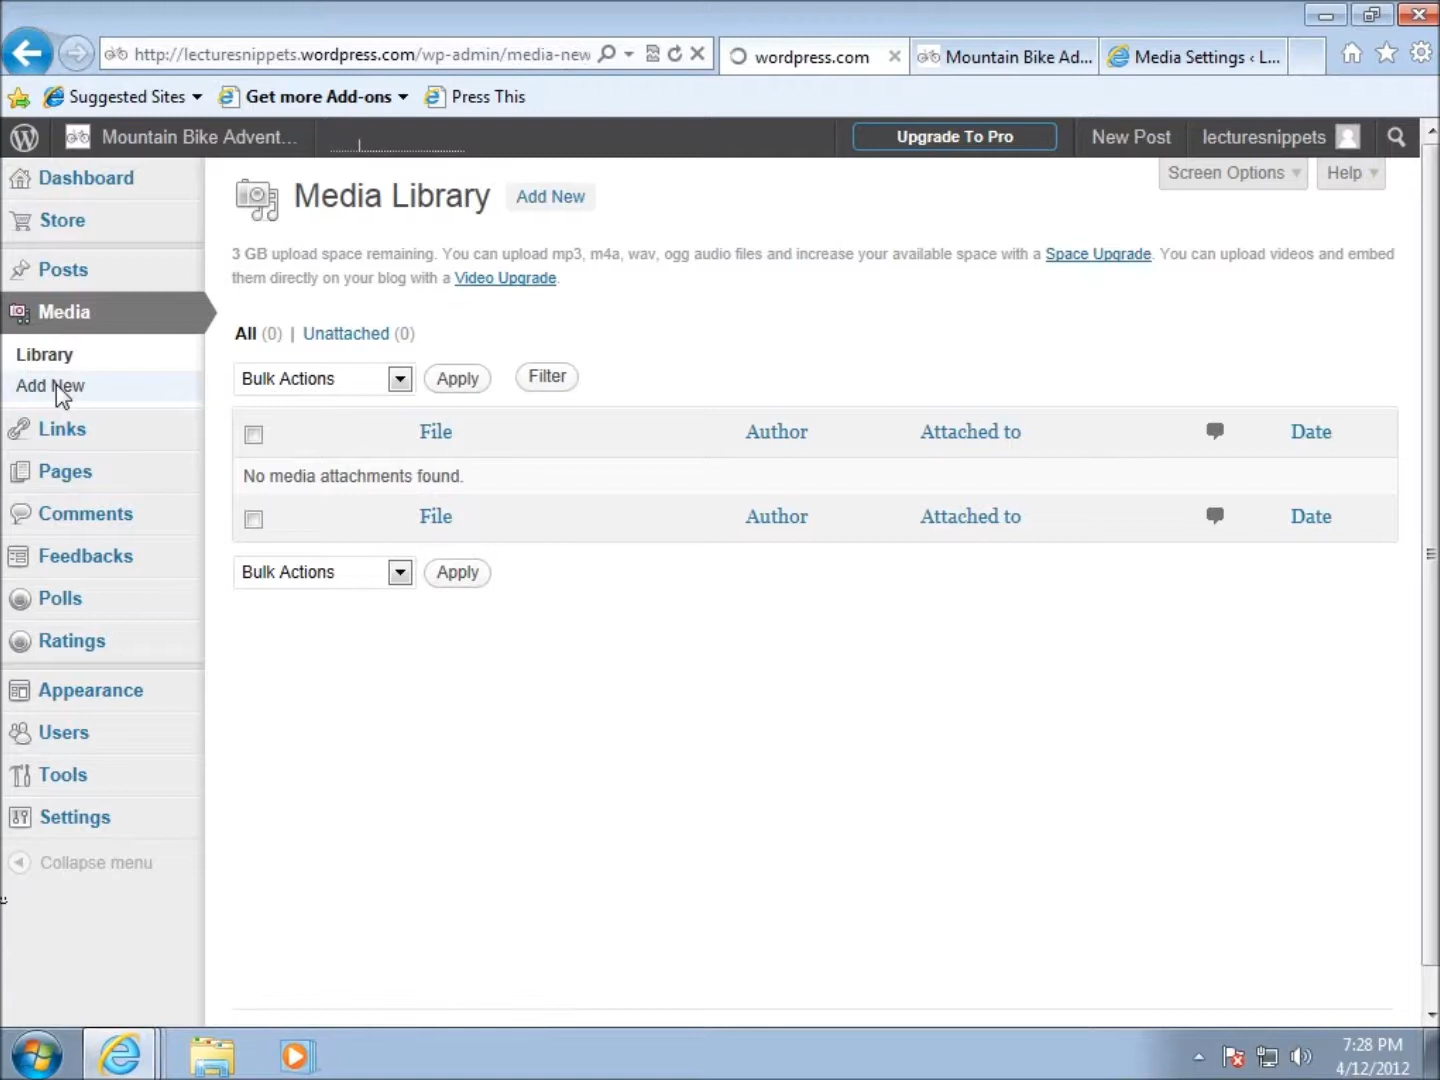 http://lecturesnippets.wordpress.com/wp-admin/media-new
wordpress.com
Mountain Bike Ad...
Media Settings ‹ L...
Suggested Sites
Get more Add-ons
Press This
Mountain Bike Advent...
Upgrade To Pro
New Post
lecturesnippets
Dashboard
Store
Posts
Media
Library
Add New
Links
Pages
Comments
Feedbacks
Polls
Ratings
Appearance
Users
Tools
Settings
Collapse menu
Screen Options
Help
Media Library
Add New
3 GB upload space remaining. You can upload mp3, m4a, wav, ogg audio files and increase your available space with a Space Upgrade. You can upload videos and embed
them directly on your blog with a Video Upgrade.
All (0) | Unattached (0)
Bulk Actions Apply Filter
File Author Attached to Date
No media attachments found.
File Author Attached to Date
Bulk Actions Apply
7:28 PM
4/12/2012